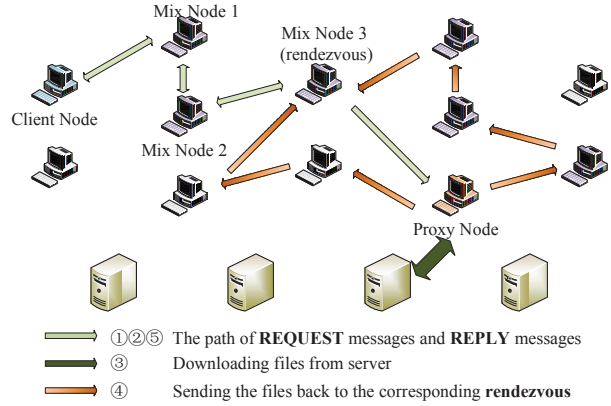 Mix Node 1
Mix Node 3
(rendezvous)
Client Node
Mix Node 2
Proxy Node
①②⑤ The path of REQUEST messages and REPLY messages
③ Downloading files from server
④ Sending the files back to the corresponding rendezvous